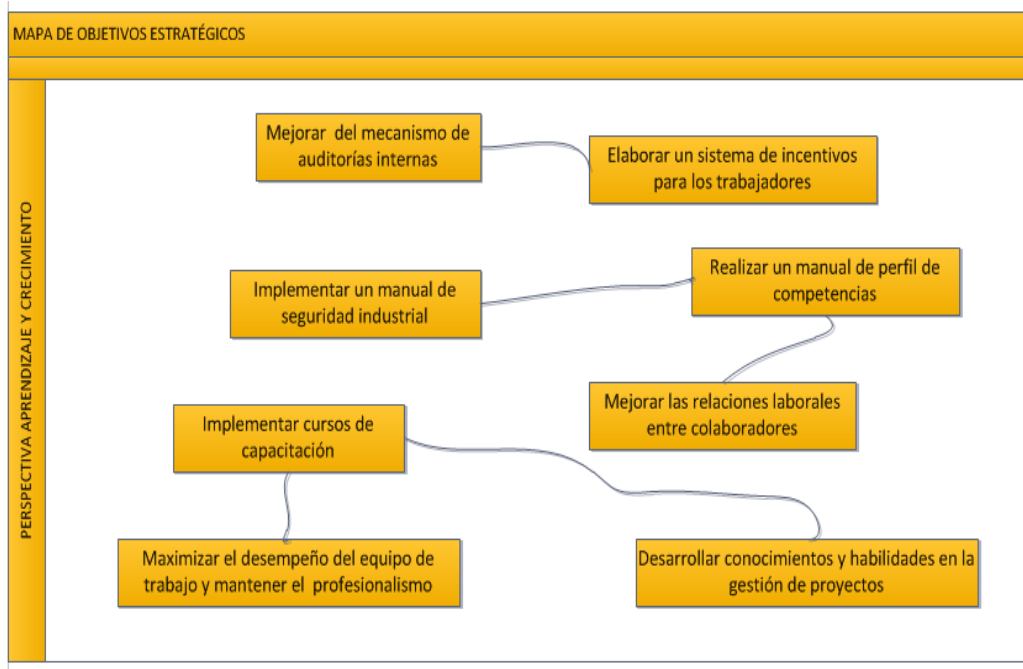 MAPA DE OBJETIVOS ESTRATÉGICOS
PERSPECTIVA APRENDIZAJE Y CRECIMIENTO
Mejorar  del mecanismo de
auditorías internas
Elaborar un sistema de incentivos
para los trabajadores
Implementar un manual de
seguridad industrial
Realizar un manual de perfil de
competencias
Mejorar las relaciones laborales
entre colaboradores
Implementar cursos de
capacitación
Maximizar el desempeño del equipo de
trabajo y mantener el  profesionalismo
Desarrollar conocimientos y habilidades en la
gestión de proyectos